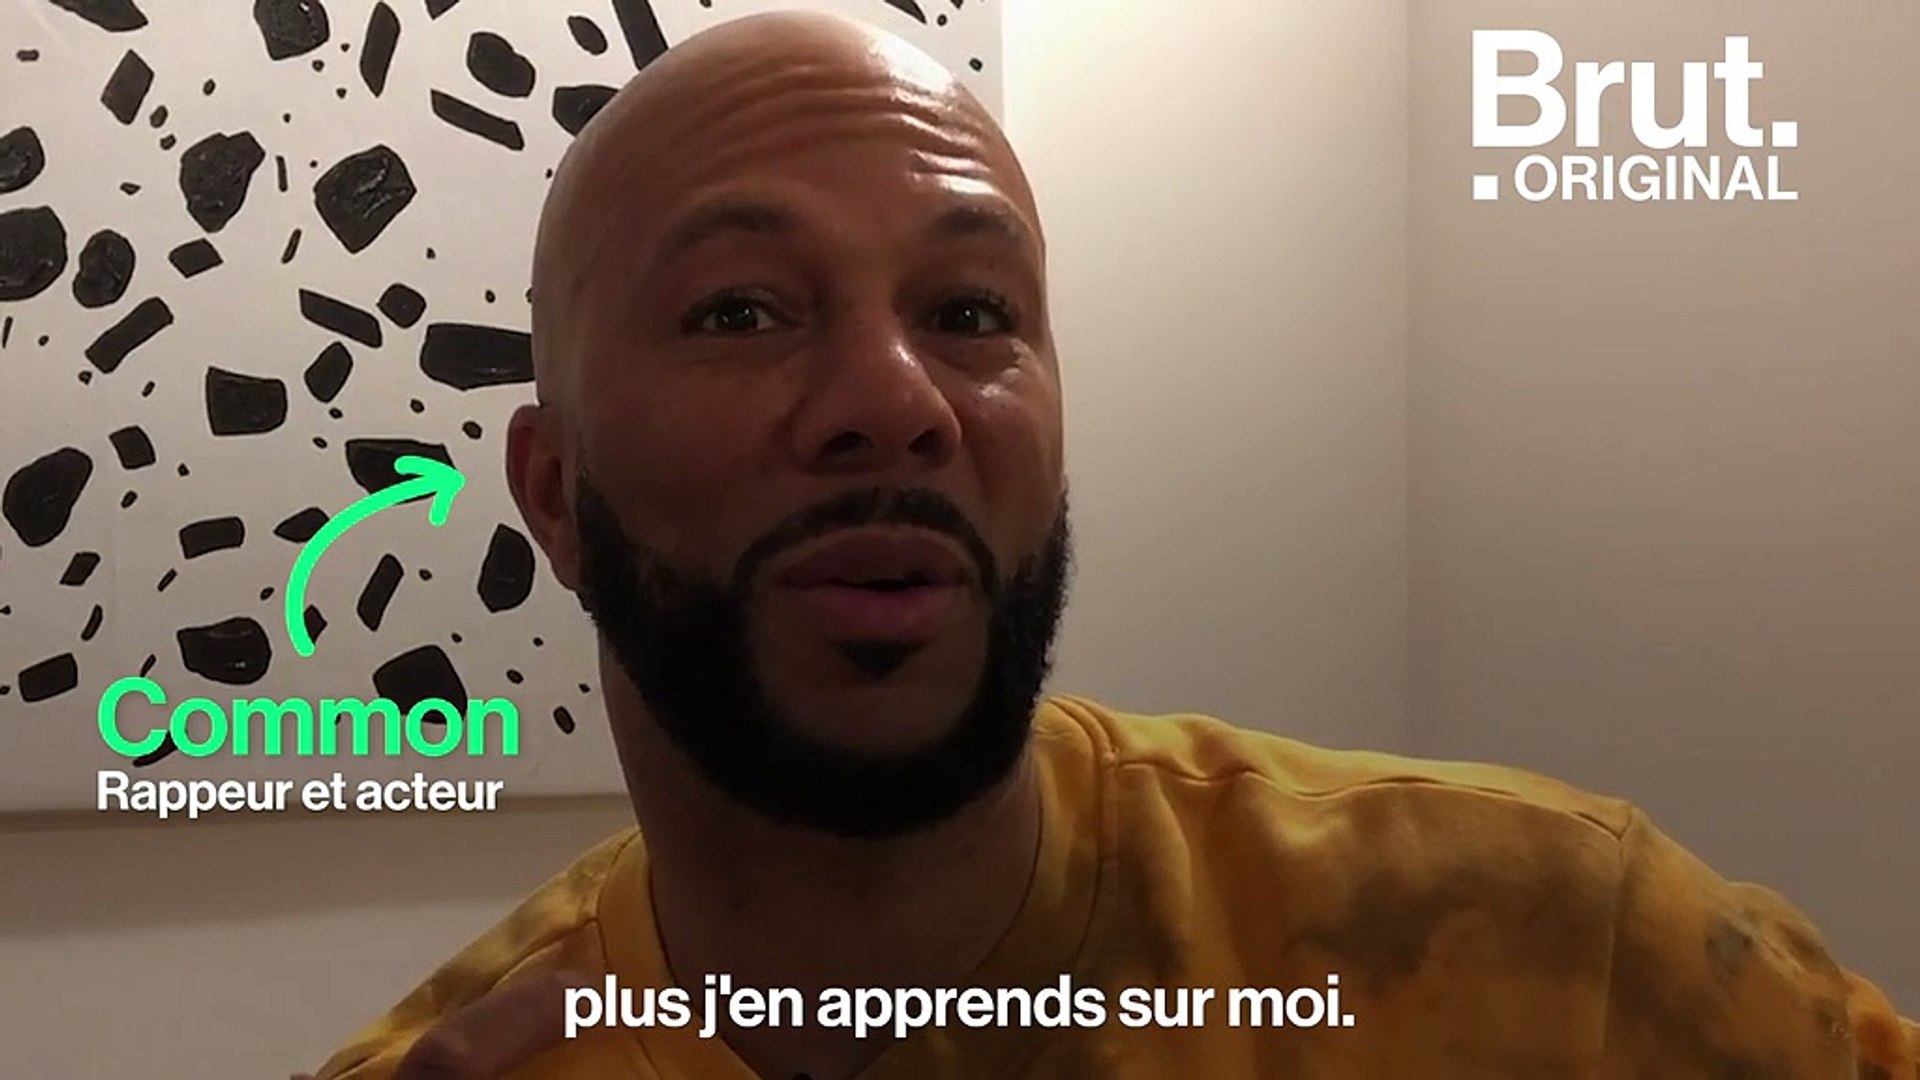 Brut.
ORIGINAL
Common
Rappeur et acteur
plus j'en apprends sur moi.